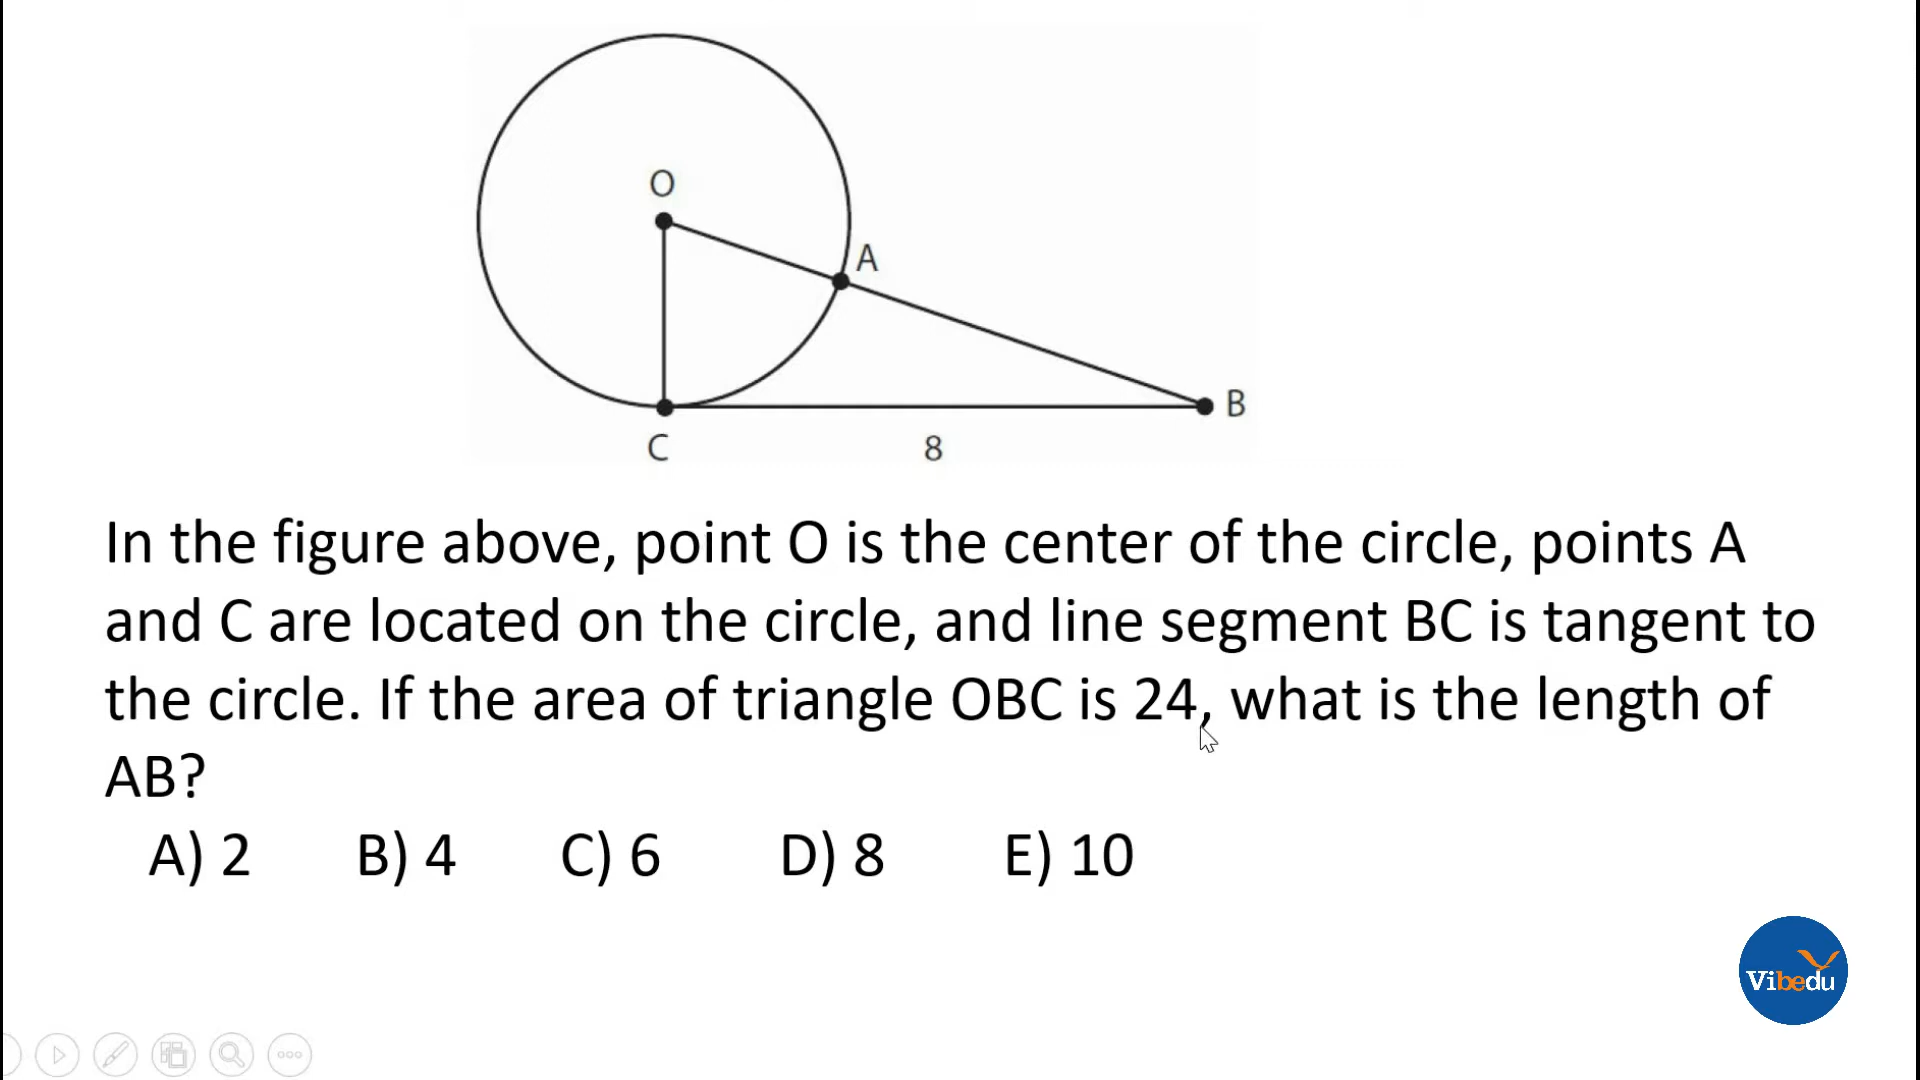 O
A
B
C
8
In the figure above, point O is the center of the circle, points A
and C are located on the circle, and line segment BC is tangent to
the circle. If the area of triangle OBC is 24, what is the length of
AB?
A) 2 B) 4 C) 6 D) 8 E) 10
Vibedu